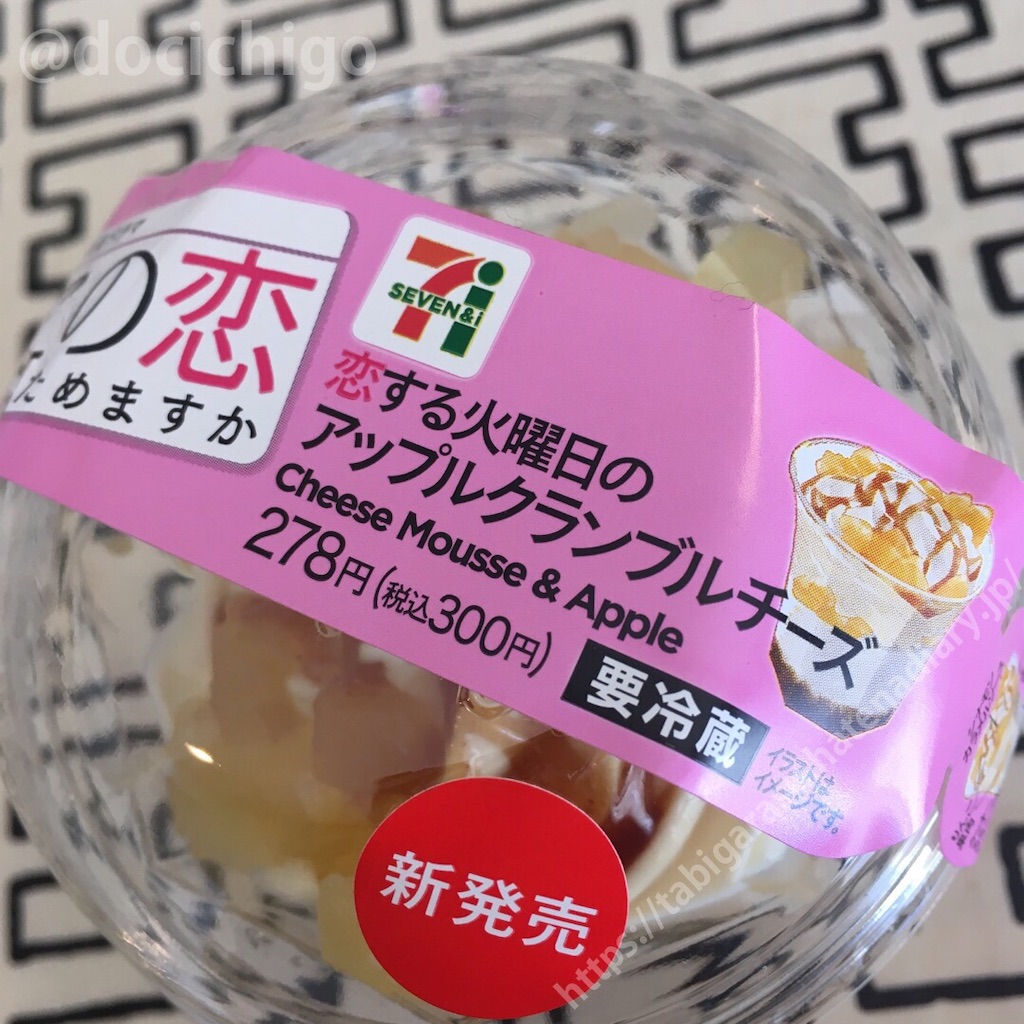 @docichigo
の恋
ためますか
7i
SEVEN&i
恋する火曜日の
アップルクランブルチーズ
Cheese Mousse & Apple
278円(税込300円)
要冷蔵
イラストは
イメージです。
新発売